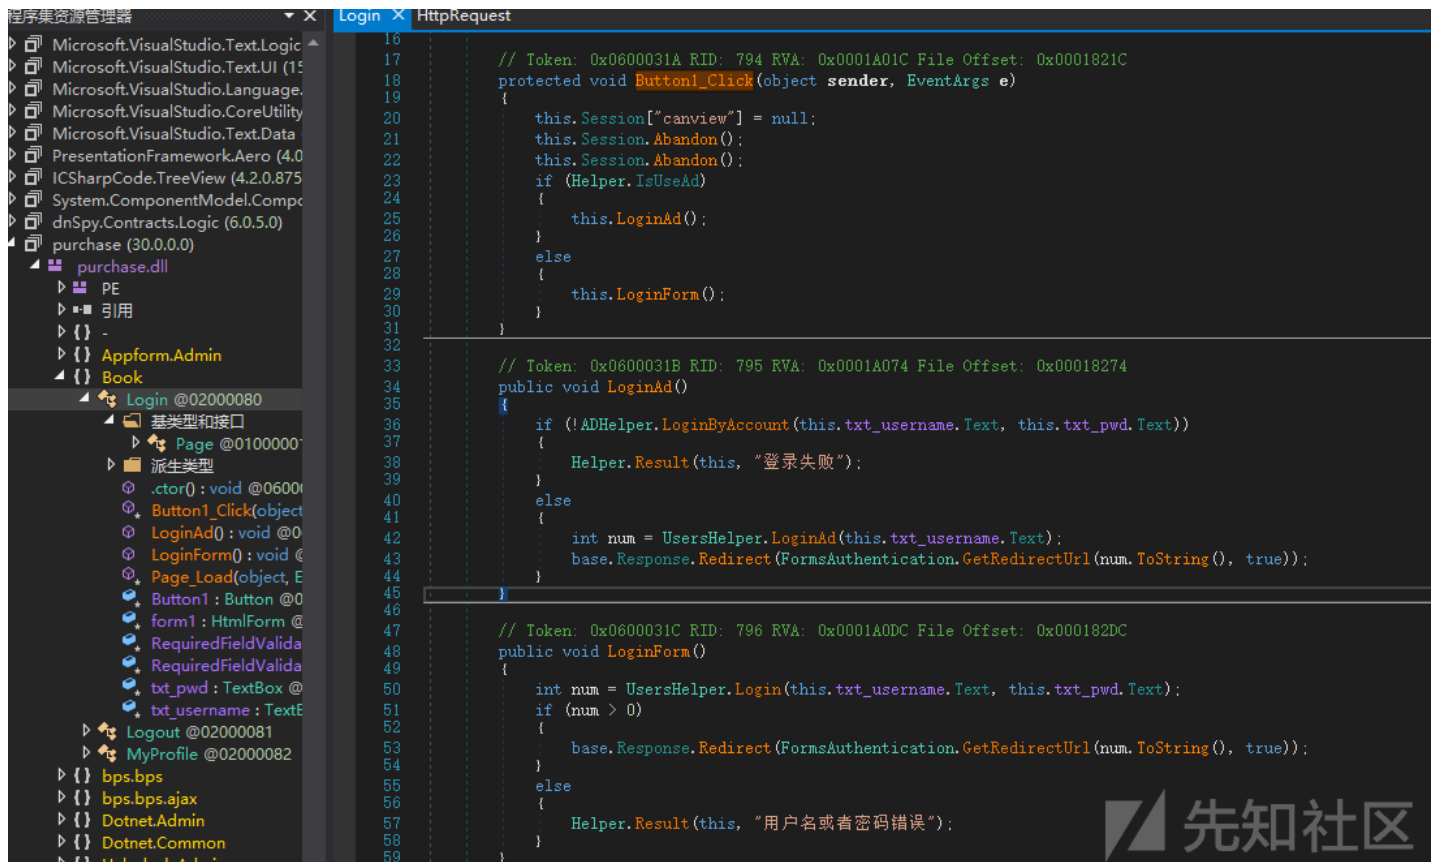 程序集资源管理器
Microsoft.VisualStudio.Text.Logic
Microsoft.VisualStudio.Text.UI (15
Microsoft.VisualStudio.Language.
Microsoft.VisualStudio.CoreUtility
Microsoft.VisualStudio.Text.Data
PresentationFramework.Aero (4.0
ICSharpCode.TreeView (4.2.0.875
System.ComponentModel.Compo
dnSpy.Contracts.Logic (6.0.5.0)
purchase (30.0.0.0)
purchase.dll
PE
引用
{ } -
{ } Appform.Admin
{ } Book
Login @02000080
基类型和接口
Page @0100000
派生类型
.ctor() : void @0600
Button1_Click(object
LoginAd() : void @0
LoginForm() : void @
Page_Load(object, E
Button1 : Button @0
form1 : HtmlForm @
RequiredFieldValida
RequiredFieldValida
txt_pwd : TextBox @
txt_username : TextB
Logout @02000081
MyProfile @02000082
{ } bps.bps
{ } bps.bps.ajax
{ } Dotnet.Admin
{ } Dotnet.Common
Login × HttpRequest
16
17 // Token: 0x0600031A RID: 794 RVA: 0x0001A01C File Offset: 0x0001821C
18 protected void Button1_Click(object sender, EventArgs e)
19 {
20 this.Session["canview"] = null;
21 this.Session.Abandon();
22 this.Session.Abandon();
23 if (Helper.IsUseAd)
24 {
25 this.LoginAd();
26 }
27 else
28 {
29 this.LoginForm();
30 }
31 }
32
33 // Token: 0x0600031B RID: 795 RVA: 0x0001A074 File Offset: 0x00018274
34 public void LoginAd()
35 {
36 if (!ADHelper.LoginByAccount(this.txt_username.Text, this.txt_pwd.Text))
37 {
38 Helper.Result(this, "登录失败");
39 }
40 else
41 {
42 int num = UsersHelper.LoginAd(this.txt_username.Text);
43 base.Response.Redirect(FormsAuthentication.GetRedirectUrl(num.ToString(), true));
44 }
45 }
46
47 // Token: 0x0600031C RID: 796 RVA: 0x0001A0DC File Offset: 0x000182DC
48 public void LoginForm()
49 {
50 int num = UsersHelper.Login(this.txt_username.Text, this.txt_pwd.Text);
51 if (num > 0)
52 {
53 base.Response.Redirect(FormsAuthentication.GetRedirectUrl(num.ToString(), true));
54 }
55 else
56 {
57 Helper.Result(this, "用户名或者密码错误");
58 }
59 }
先知社区